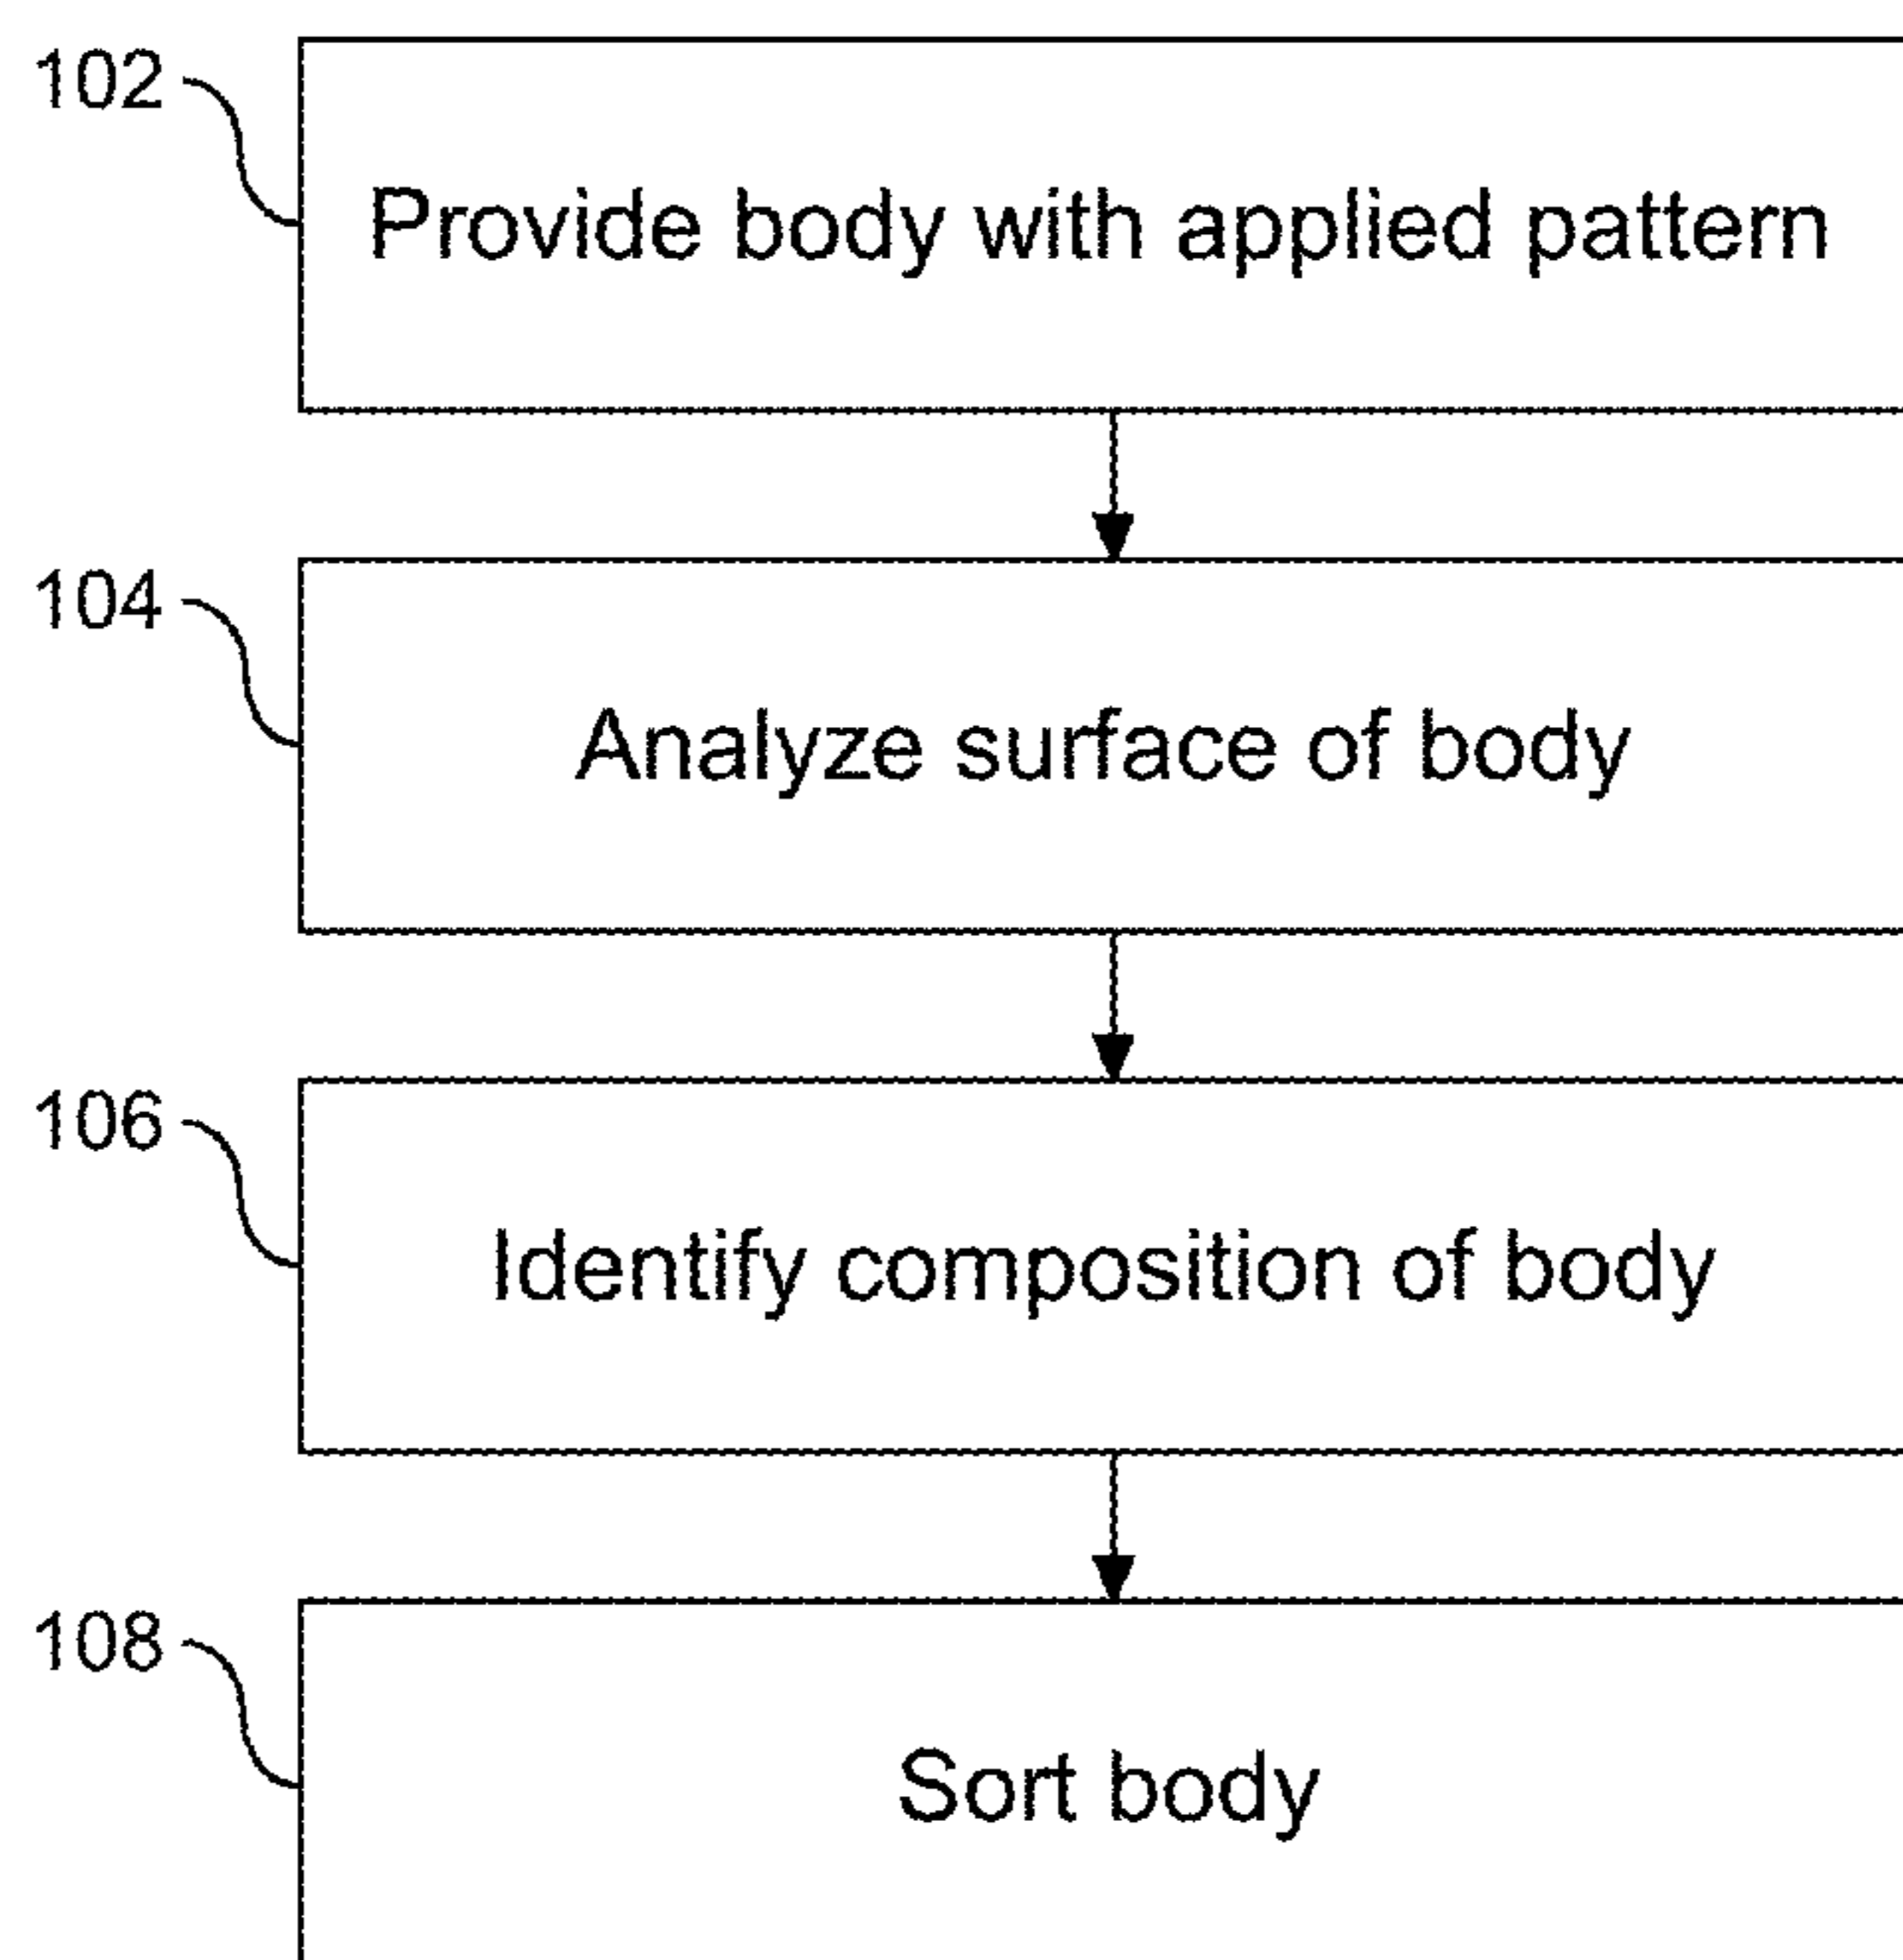 102
Provide body with applied pattern
104
Analyze surface of body
106
Identify composition of body
108
Sort body